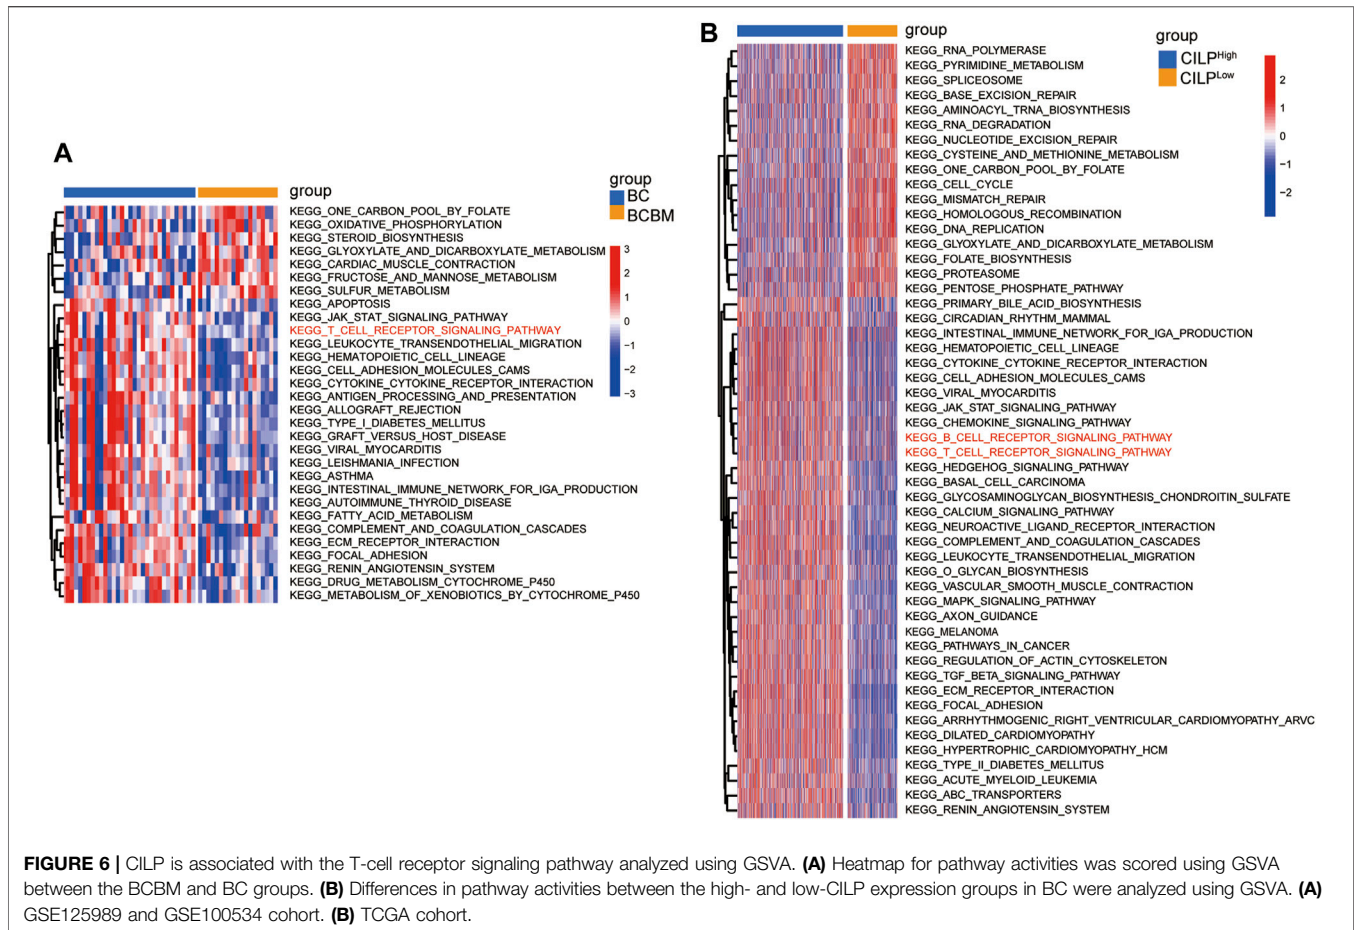 A
group
KEGG_ONE_CARBON_POOL_BY_FOLATE
KEGG_OXIDATIVE_PHOSPHORYLATION
KEGG_STEROID_BIOSYNTHESIS
KEGG_GLYOXYLATE_AND_DICARBOXYLATE_METABOLISM
KEGG_CARDIAC_MUSCLE_CONTRACTION
KEGG_FRUCTOSE_AND_MANNOSE_METABOLISM
KEGG_SULFUR_METABOLISM
KEGG_APOPTOSIS
KEGG_JAK_STAT_SIGNALING_PATHWAY
KEGG_T_CELL_RECEPTOR_SIGNALING_PATHWAY
KEGG_LEUKOCYTE_TRANSENDOTHELIAL_MIGRATION
KEGG_HEMATOPOIETIC_CELL_LINEAGE
KEGG_CELL_ADHESION_MOLECULES_CAMS
KEGG_CYTOKINE_CYTOKINE_RECEPTOR_INTERACTION
KEGG_ANTIGEN_PROCESSING_AND_PRESENTATION
KEGG_ALLOGRAFT_REJECTION
KEGG_TYPE_I_DIABETES_MELLITUS
KEGG_GRAFT_VERSUS_HOST_DISEASE
KEGG_VIRAL_MYOCARDITIS
KEGG_LEISHMANIA_INFECTION
KEGG_ASTHMA
KEGG_INTESTINAL_IMMUNE_NETWORK_FOR_IGA_PRODUCTION
KEGG_AUTOIMMUNE_THYROID_DISEASE
KEGG_FATTY_ACID_METABOLISM
KEGG_COMPLEMENT_AND_COAGULATION_CASCADES
KEGG_ECM_RECEPTOR_INTERACTION
KEGG_FOCAL_ADHESION
KEGG_RENIN_ANGIOTENSIN_SYSTEM
KEGG_DRUG_METABOLISM_CYTOCHROME_P450
KEGG_METABOLISM_OF_XENOBIOTICS_BY_CYTOCHROME_P450
group
BC
BCBM
3
2
1
0
−1
−2
−3
B
group
KEGG_RNA_POLYMERASE
KEGG_PYRIMIDINE_METABOLISM
KEGG_SPLICEOSOME
KEGG_BASE_EXCISION_REPAIR
KEGG_AMINOACYL_TRNA_BIOSYNTHESIS
KEGG_RNA_DEGRADATION
KEGG_NUCLEOTIDE_EXCISION_REPAIR
KEGG_CYSTEINE_AND_METHIONINE_METABOLISM
KEGG_ONE_CARBON_POOL_BY_FOLATE
KEGG_CELL_CYCLE
KEGG_MISMATCH_REPAIR
KEGG_HOMOLOGOUS_RECOMBINATION
KEGG_DNA_REPLICATION
KEGG_GLYOXYLATE_AND_DICARBOXYLATE_METABOLISM
KEGG_FOLATE_BIOSYNTHESIS
KEGG_PROTEASOME
KEGG_PENTOSE_PHOSPHATE_PATHWAY
KEGG_PRIMARY_BILE_ACID_BIOSYNTHESIS
KEGG_CIRCADIAN_RHYTHM_MAMMAL
KEGG_INTESTINAL_IMMUNE_NETWORK_FOR_IGA_PRODUCTION
KEGG_HEMATOPOIETIC_CELL_LINEAGE
KEGG_CYTOKINE_CYTOKINE_RECEPTOR_INTERACTION
KEGG_CELL_ADHESION_MOLECULES_CAMS
KEGG_VIRAL_MYOCARDITIS
KEGG_JAK_STAT_SIGNALING_PATHWAY
KEGG_CHEMOKINE_SIGNALING_PATHWAY
KEGG_B_CELL_RECEPTOR_SIGNALING_PATHWAY
KEGG_T_CELL_RECEPTOR_SIGNALING_PATHWAY
KEGG_HEDGEHOG_SIGNALING_PATHWAY
KEGG_BASAL_CELL_CARCINOMA
KEGG_GLYCOSAMINOGLYCAN_BIOSYNTHESIS_CHONDROITIN_SULFATE
KEGG_CALCIUM_SIGNALING_PATHWAY
KEGG_NEUROACTIVE_LIGAND_RECEPTOR_INTERACTION
KEGG_COMPLEMENT_AND_COAGULATION_CASCADES
KEGG_LEUKOCYTE_TRANSENDOTHELIAL_MIGRATION
KEGG_O_GLYCAN_BIOSYNTHESIS
KEGG_VASCULAR_SMOOTH_MUSCLE_CONTRACTION
KEGG_MAPK_SIGNALING_PATHWAY
KEGG_AXON_GUIDANCE
KEGG_MELANOMA
KEGG_PATHWAYS_IN_CANCER
KEGG_REGULATION_OF_ACTIN_CYTOSKELETON
KEGG_TGF_BETA_SIGNALING_PATHWAY
KEGG_ECM_RECEPTOR_INTERACTION
KEGG_FOCAL_ADHESION
KEGG_ARRHYTHMOGENIC_RIGHT_VENTRICULAR_CARDIOMYOPATHY_ARVC
KEGG_DILATED_CARDIOMYOPATHY
KEGG_HYPERTROPHIC_CARDIOMYOPATHY_HCM
KEGG_TYPE_II_DIABETES_MELLITUS
KEGG_ACUTE_MYELOID_LEUKEMIA
KEGG_ABC_TRANSPORTERS
KEGG_RENIN_ANGIOTENSIN_SYSTEM
group
CILPHigh
CILPLow
2
1
0
−1
−2
FIGURE 6 | CILP is associated with the T-cell receptor signaling pathway analyzed using GSVA. (A) Heatmap for pathway activities was scored using GSVA
between the BCBM and BC groups. (B) Differences in pathway activities between the high- and low-CILP expression groups in BC were analyzed using GSVA. (A)
GSE125989 and GSE100534 cohort. (B) TCGA cohort.